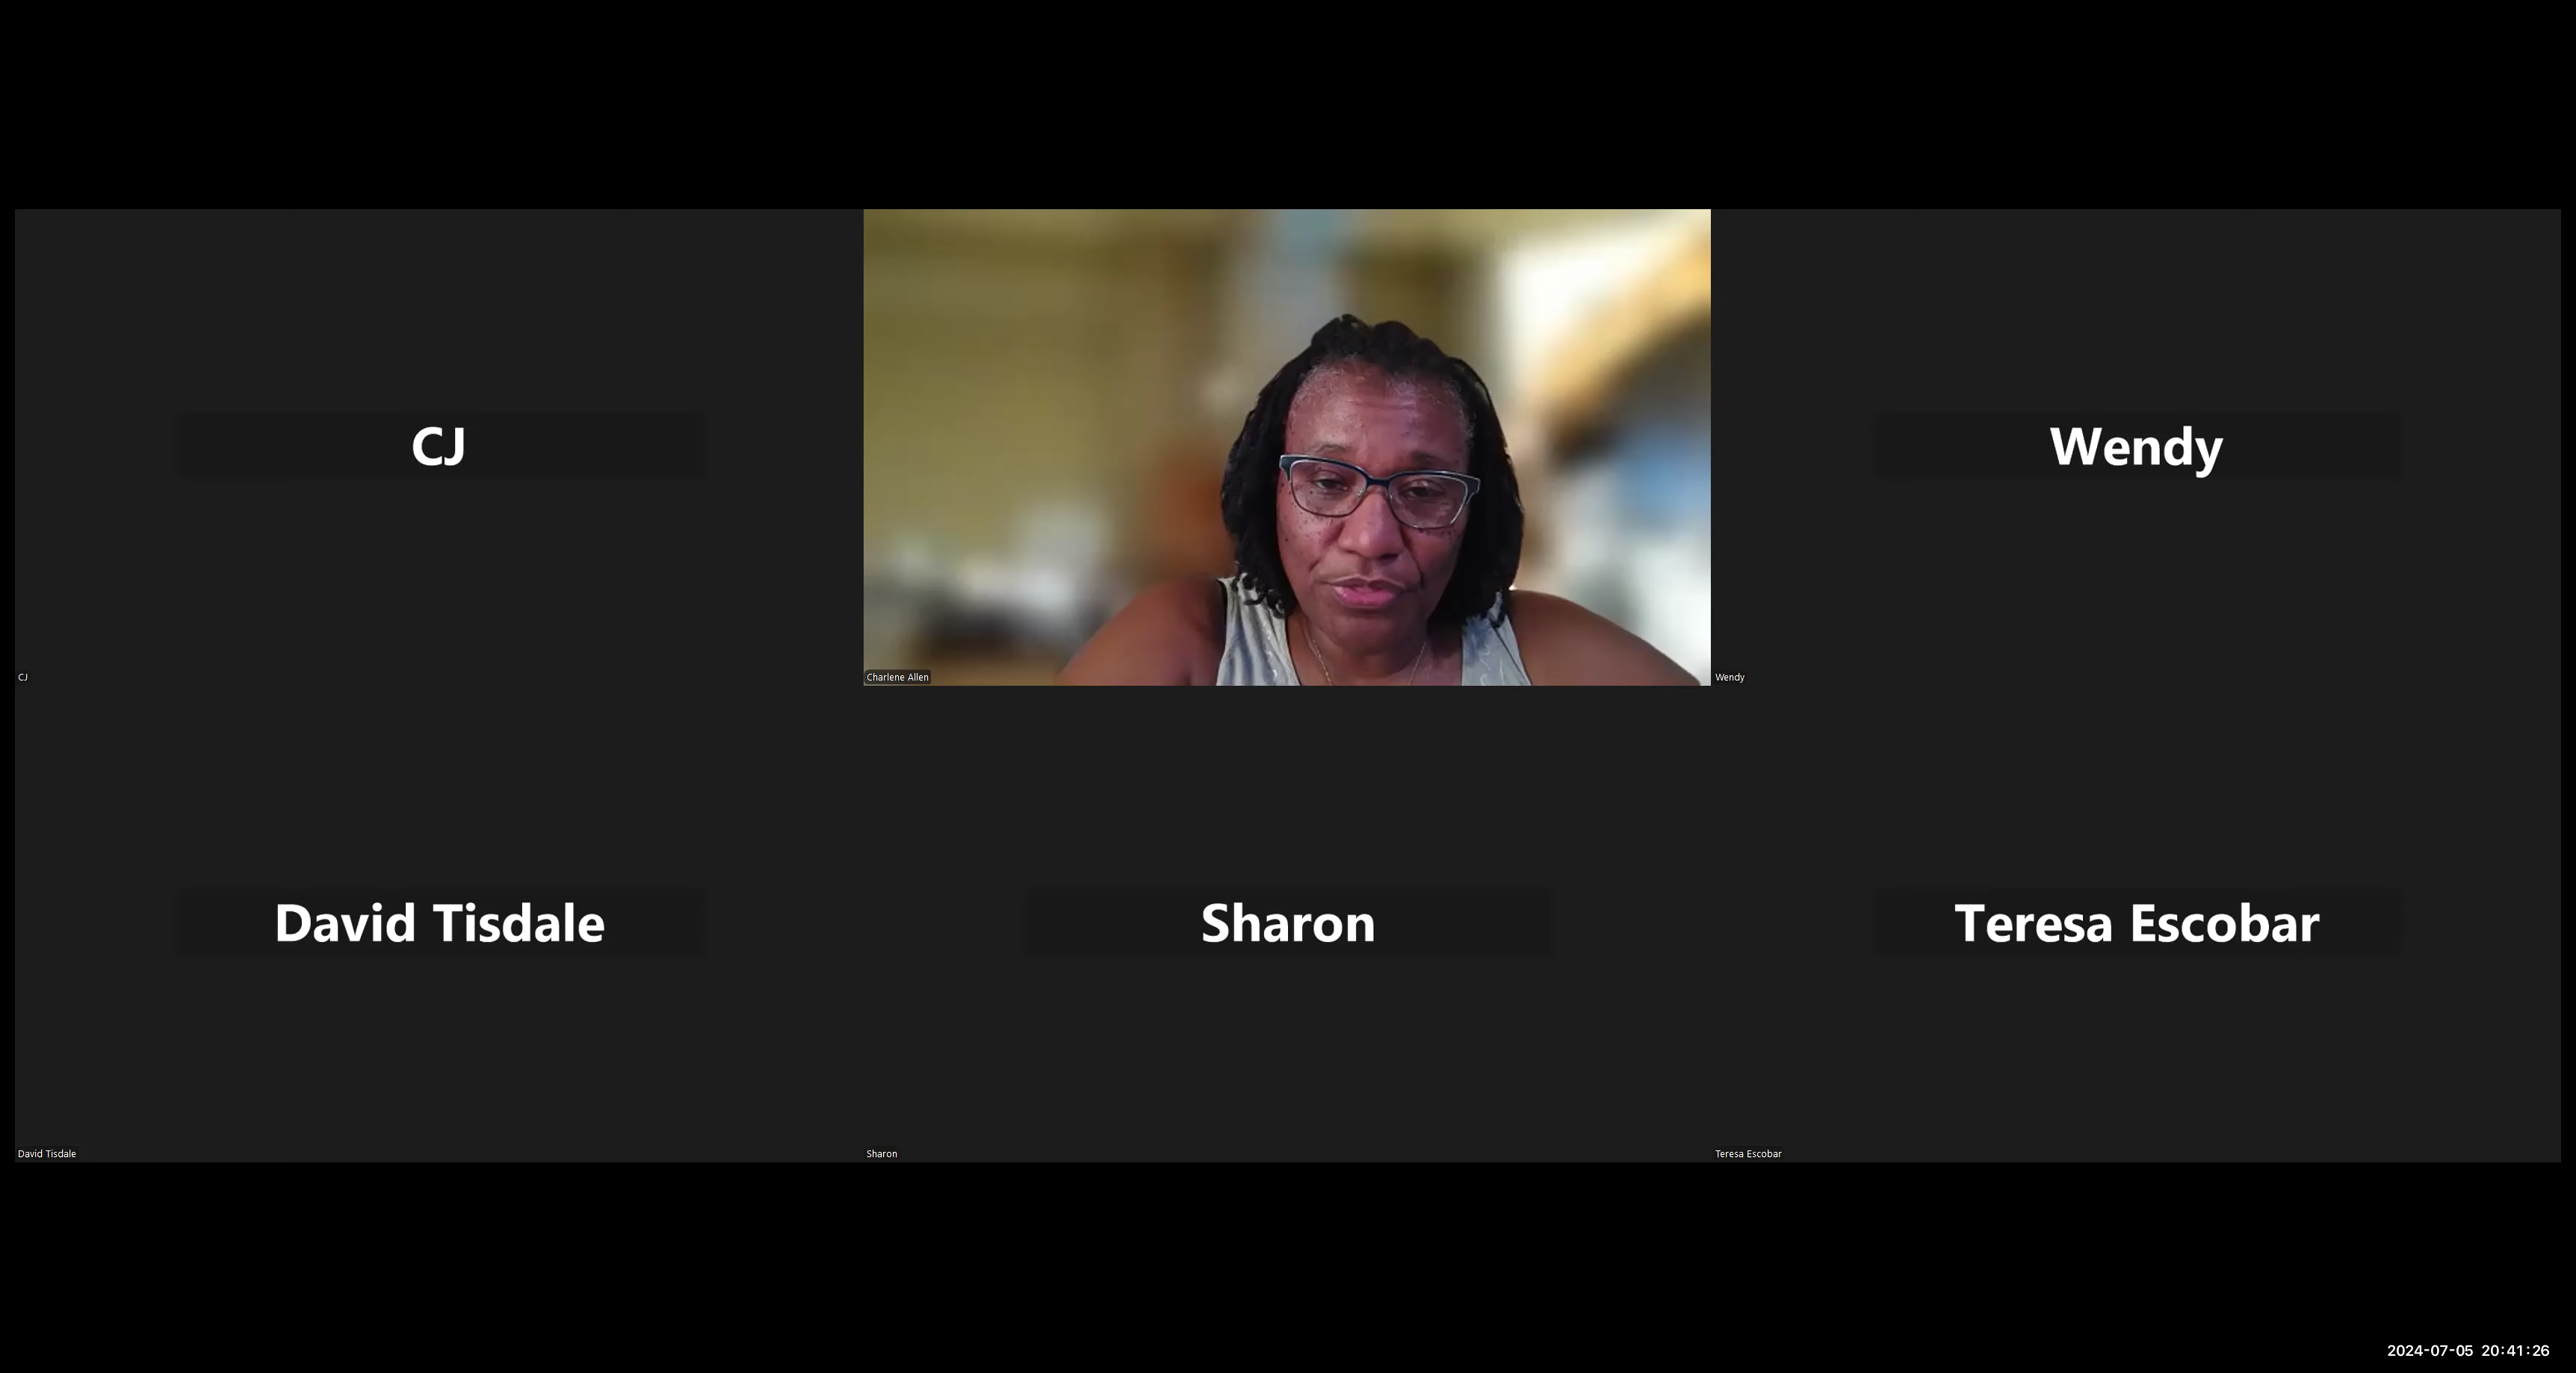 CJ
Wendy
CJ
Charlene Allen
Wendy
David Tisdale
Sharon
Teresa Escobar
David Tisdale
Sharon
Teresa Escobar
2024-07-05 20:41:26